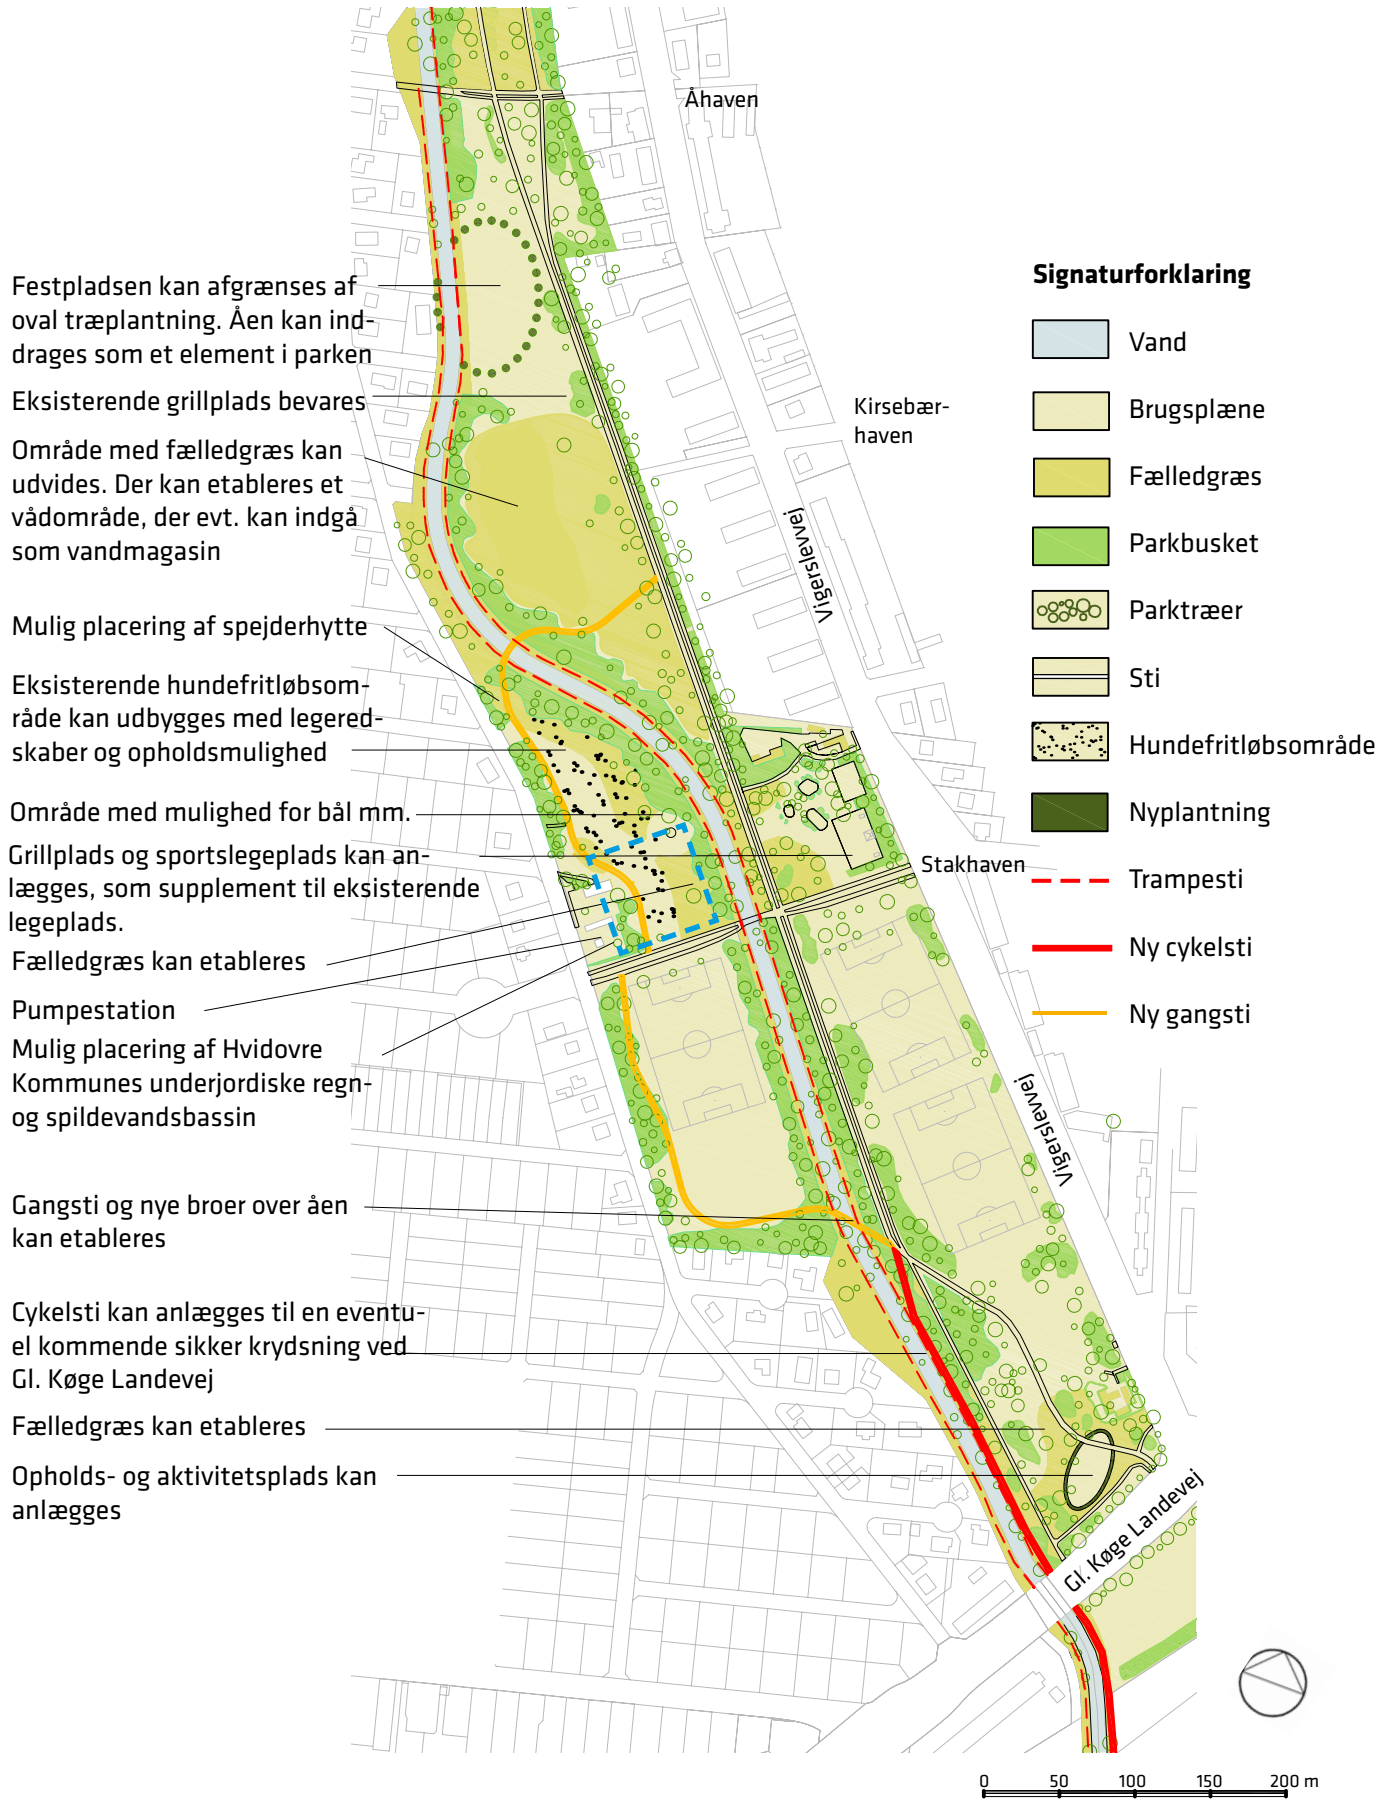 Åhaven
Festpladsen kan afgrænses af
oval træplantning. Åen kan ind-
drages som et element i parken
Eksisterende grillplads bevares
Område med fælledgræs kan
udvides. Der kan etableres et
vådområde, der evt. kan indgå
som vandmagasin
Mulig placering af spejderhytte
Eksisterende hundefritløbsom-
råde kan udbygges med legered-
skaber og opholdsmulighed
Område med mulighed for bål mm.
Grillplads og sportslegeplads kan an-
lægges, som supplement til eksisterende
legeplads.
Fælledgræs kan etableres
Pumpestation
Mulig placering af Hvidovre
Kommunes underjordiske regn-
og spildevandsbassin
Gangsti og nye broer over åen
kan etableres
Cykelsti kan anlægges til en eventu-
el kommende sikker krydsning ved
Gl. Køge Landevej
Fælledgræs kan etableres
Opholds- og aktivitetsplads kan
anlægges
Kirsebær-
haven
Vigerslevvej
Stakhaven
Vigerslevvej
Gl. Køge Landevej
Signaturforklaring
Vand
Brugsplæne
Fælledgræs
Parkbusket
Parktræer
Sti
Hundefritløbsområde
Nyplantning
Trampesti
Ny cykelsti
Ny gangsti
0 50 100 150 200 m